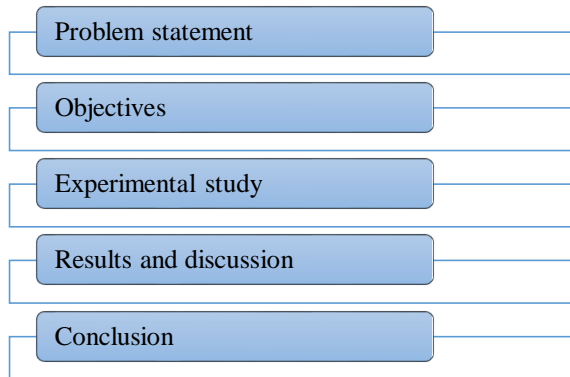 Problem statement
Objectives
Experimental study
Results and discussion
Conclusion